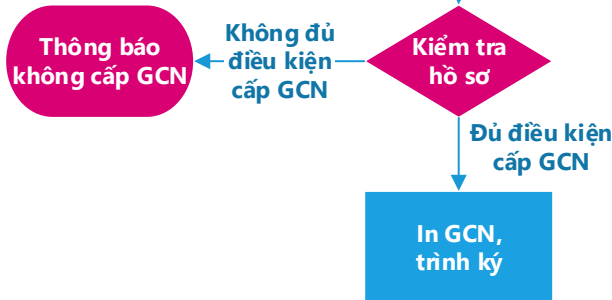 Thông báo
không cấp GCN
Không đủ
điều kiện
cấp GCN
Kiểm tra
hồ sơ
Đủ điều kiện
cấp GCN
In GCN,
trình ký